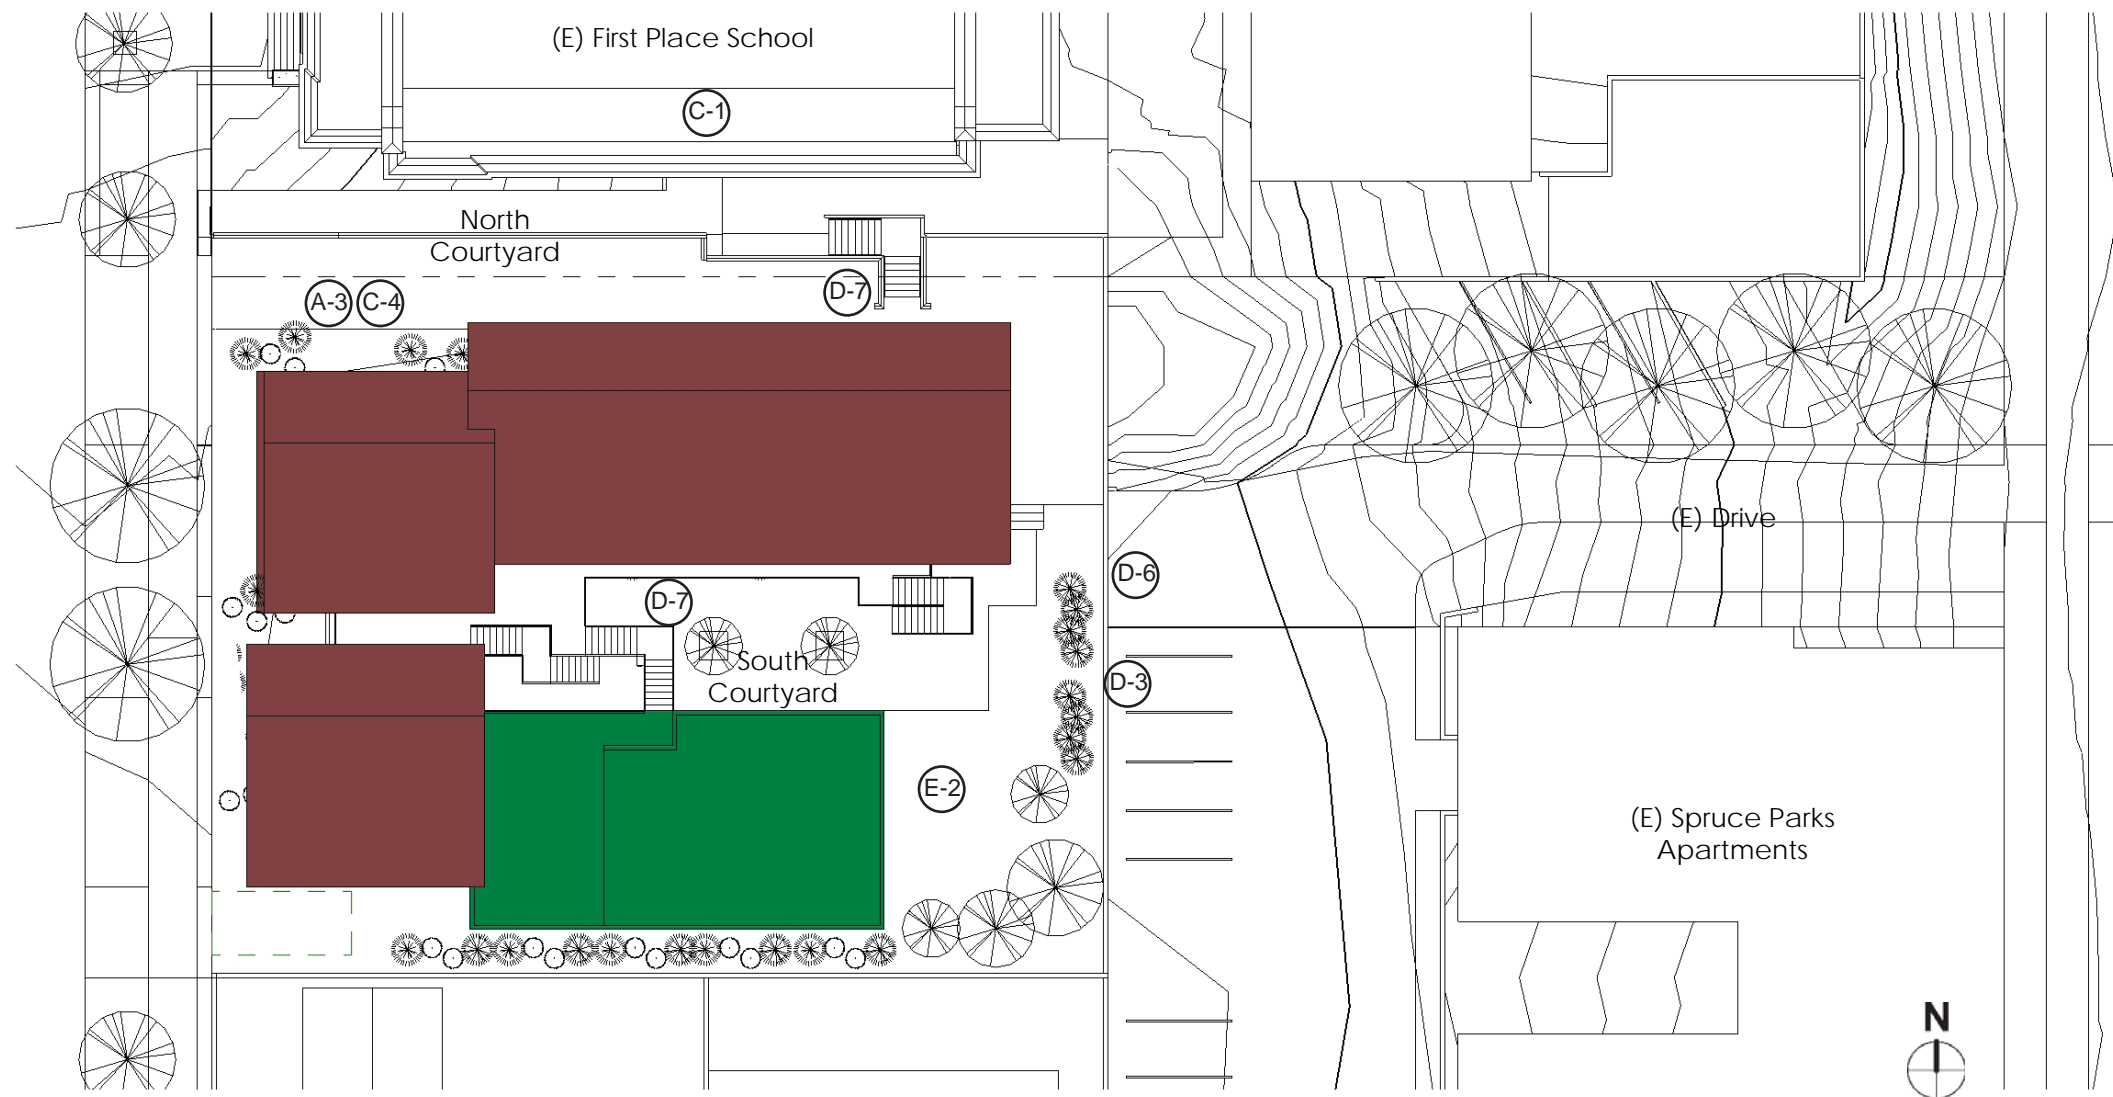 (E) First Place School
C-1
North
Courtyard
A-3
C-4
D-7
(E) Drive
D-6
D-7
South
Courtyard
D-3
E-2
(E) Spruce Parks
Apartments
N